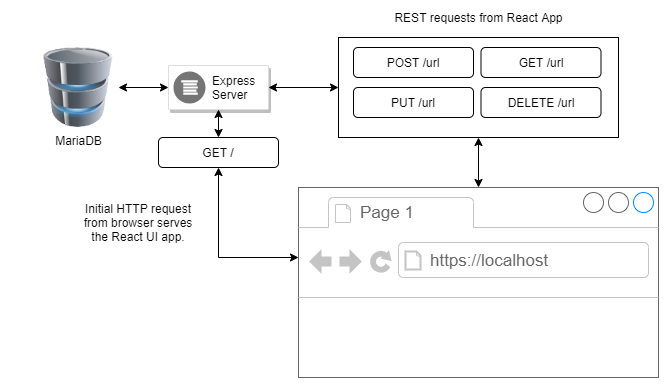 REST requests from React App
POST /url
GET /url
PUT /url
DELETE /url
Express
Server
MariaDB
GET /
Initial HTTP request
from browser serves
the React UI app.
Page 1
https://localhost